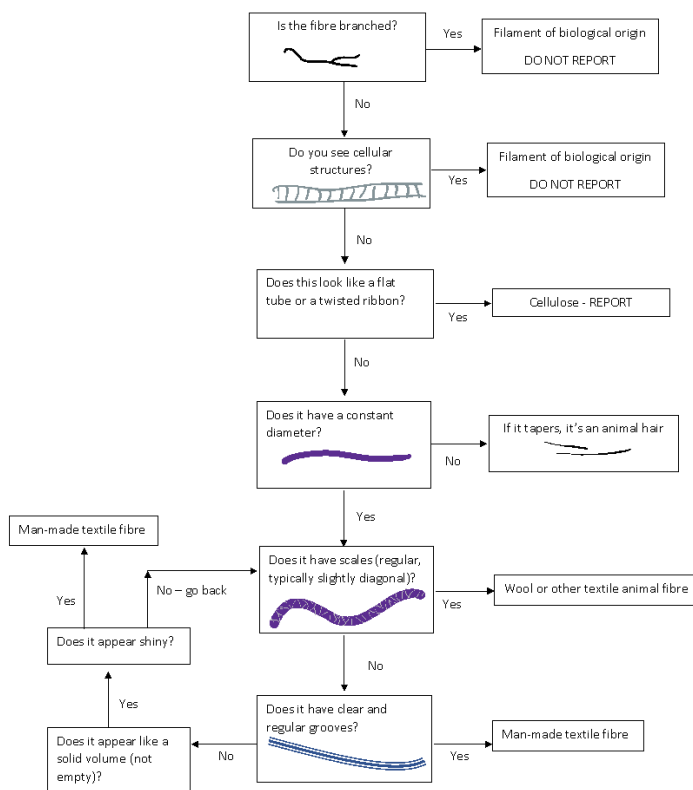 Is the fibre branched?
Yes
Filament of biological origin
DO NOT REPORT
No
Do you see cellular
structures?
Yes
Filament of biological origin
DO NOT REPORT
No
Does this look like a flat
tube or a twisted ribbon?
Yes
Cellulose - REPORT
No
Does it have a constant
diameter?
No
If it tapers, it's an animal hair
Yes
Man-made textile fibre
Does it have scales (regular,
typically slightly diagonal)?
Yes
Wool or other textile animal fibre
No – go back
Yes
Does it appear shiny?
No
Yes
Does it have clear and
regular grooves?
Yes
Man-made textile fibre
No
Does it appear like a
solid volume (not
empty)?